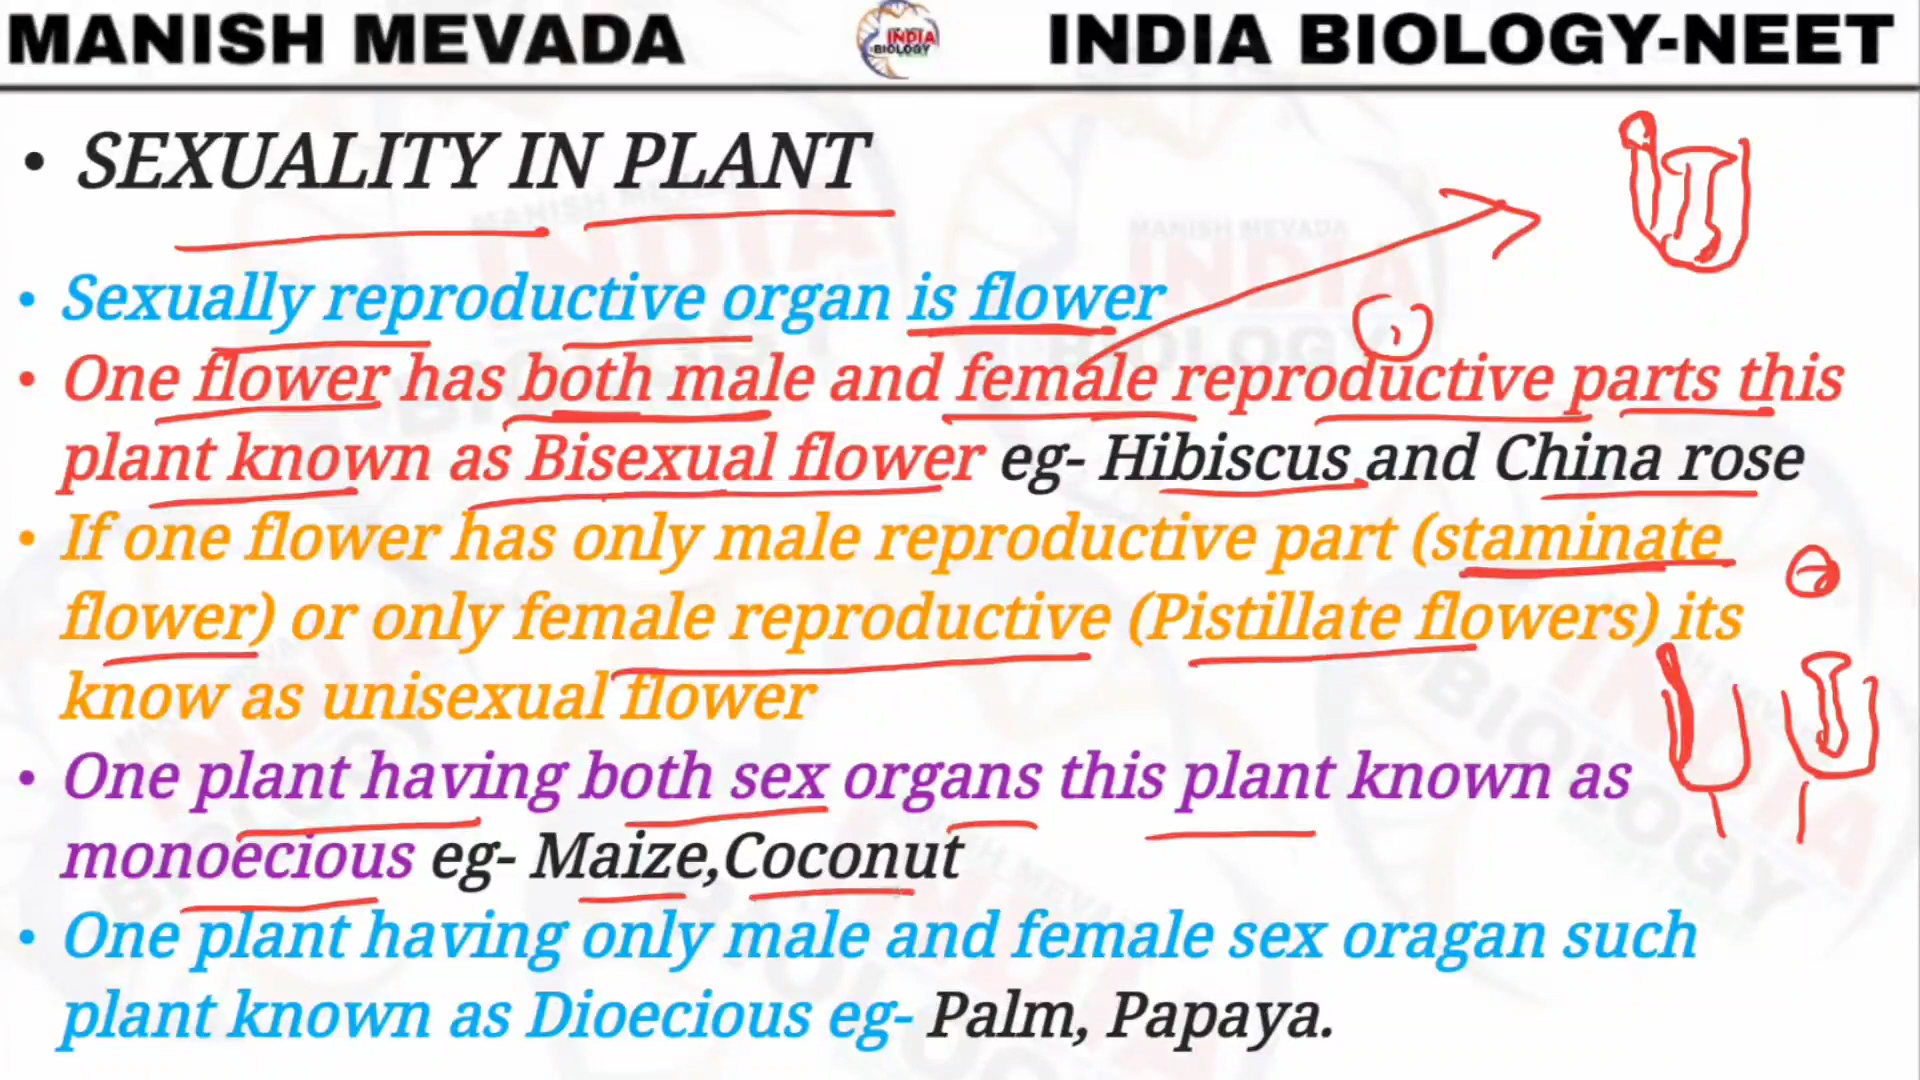 MANISH MEVADA
INDIA
BIOLOGY
INDIA BIOLOGY-NEET
• SEXUALITY IN PLANT
• Sexually reproductive organ is flower
• One flower has both male and female reproductive parts this
plant known as Bisexual flower eg- Hibiscus and China rose
• If one flower has only male reproductive part (staminate
flower) or only female reproductive (Pistillate flowers) its
know as unisexual flower
• One plant having both sex organs this plant known as
monoecious eg- Maize,Coconut
• One plant having only male and female sex oragan such
plant known as Dioecious eg- Palm, Papaya.